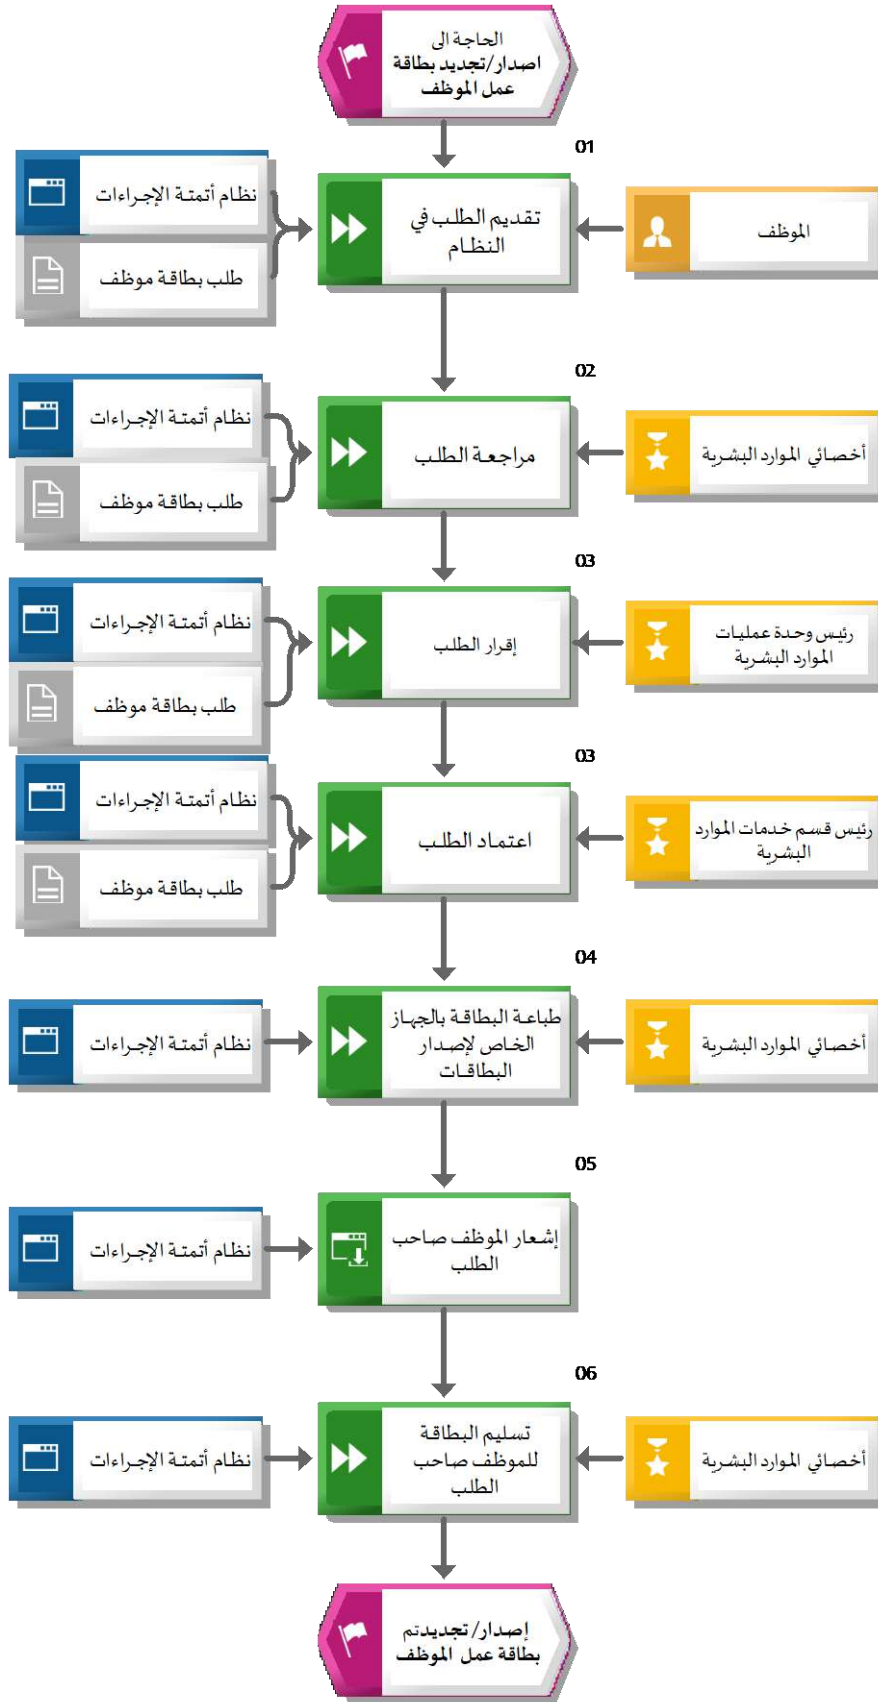 الحاجة الى
اصدار/تجديد بطاقة
عمل الموظف
01
الموظف
تقديم الطلب في
النظام
نظام أتمتة الإجراءات
طلب بطاقة موظف
02
أخصائي الموارد البشرية
مراجعة الطلب
نظام أتمتة الإجراءات
طلب بطاقة موظف
03
رئيس وحدة عمليات
الموارد البشرية
إقرار الطلب
نظام أتمتة الإجراءات
طلب بطاقة موظف
03
رئيس قسم خدمات الموارد
البشرية
اعتماد الطلب
نظام أتمتة الإجراءات
طلب بطاقة موظف
04
أخصائي الموارد البشرية
طباعة البطاقة بالجهاز
الخاص لإصدار
البطاقات
نظام أتمتة الإجراءات
05
إشعار الموظف صاحب
الطلب
نظام أتمتة الإجراءات
06
أخصائي الموارد البشرية
تسليم البطاقة
للموظف صاحب
الطلب
نظام أتمتة الإجراءات
إصدار/ تجديدتم
بطاقة عمل الموظف